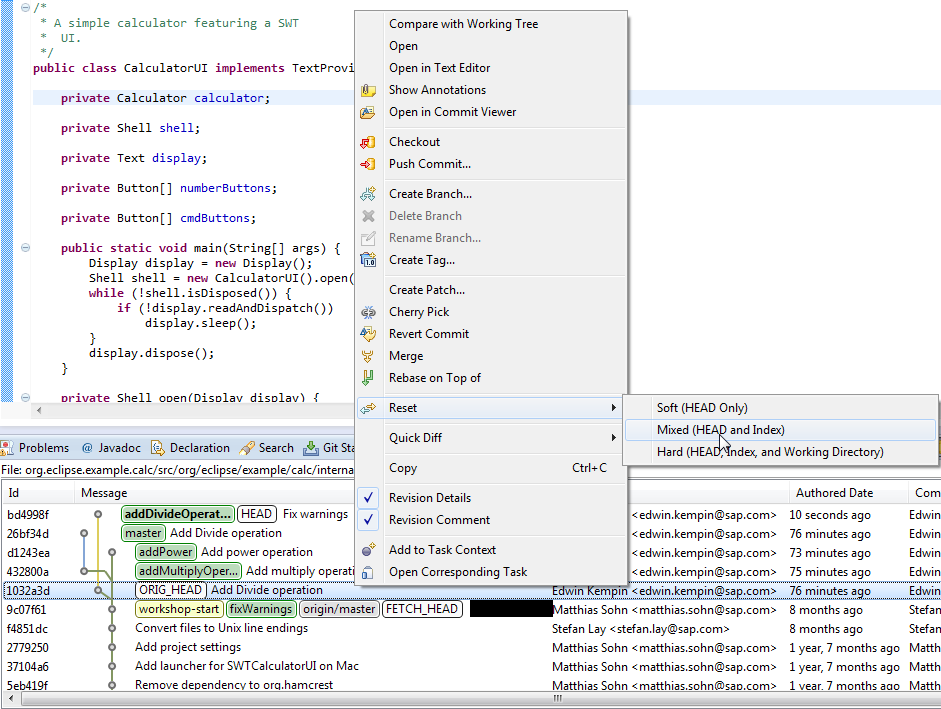 /*
* A simple calculator featuring a SWT
* UI.
*/
public class CalculatorUI implements TextProvi
private Calculator calculator;
private Shell shell;
private Text display;
private Button[] numberButtons;
private Button[] cmdButtons;
public static void main(String[] args) {
Display display = new Display();
Shell shell = new CalculatorUI().open(
while (!shell.isDisposed()) {
if (!display.readAndDispatch())
display.sleep();
}
display.dispose();
}
private Shell open(Display display) {
Compare with Working Tree
Open
Open in Text Editor
Show Annotations
Open in Commit Viewer
Checkout
Push Commit...
Create Branch...
Delete Branch
Rename Branch...
Create Tag...
Create Patch...
Cherry Pick
Revert Commit
Merge
Rebase on Top of
Reset
Quick Diff
Copy Ctrl+C
Revision Details
Revision Comment
Add to Task Context
Open Corresponding Task
Soft (HEAD Only)
Mixed (HEAD and Index)
Hard (HEAD, Index, and Working Directory)
Problems @ Javadoc Declaration Search Git Sta
File: org.eclipse.example.calc/src/org/eclipse/example/calc/interna
Id Message Authored Date Com
bd4998f addDivideOperat... HEAD Fix warnings <edwin.kempin@sap.com> 10 seconds ago Edwin
26bf34d master Add Divide operation <edwin.kempin@sap.com> 76 minutes ago Edwin
d1243ea addPower Add power operation <edwin.kempin@sap.com> 73 minutes ago Edwin
432800a addMultiplyOper... Add multiply operati <edwin.kempin@sap.com> 75 minutes ago Edwin
1032a3d ORIG_HEAD Add Divide operation Edwin Kempin <edwin.kempin@sap.com> 76 minutes ago Edwin
9c07f61 workshop-start fixWarnings origin/master FETCH_HEAD Matthias Sohn <matthias.sohn@sap.com> 8 months ago Matth
f4851dc Convert files to Unix line endings Stefan Lay <stefan.lay@sap.com> 8 months ago Stefan
2779250 Add project settings Matthias Sohn <matthias.sohn@sap.com> 1 year, 7 months ago Matth
37104a6 Add launcher for SWTCalculatorUI on Mac Matthias Sohn <matthias.sohn@sap.com> 1 year, 7 months ago Matth
5eb419f Remove dependency to org.hamcrest Matthias Sohn <matthias.sohn@sap.com> 1 year, 7 months ago Matth